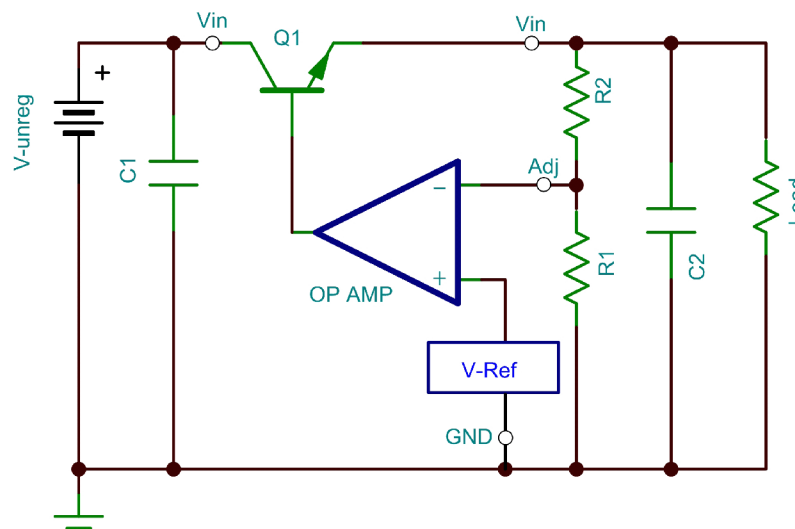 Vin
Q1
Vin
+
V-unreg
C1
R2
Adj
−
+
OP AMP
R1
C2
V-Ref
GND